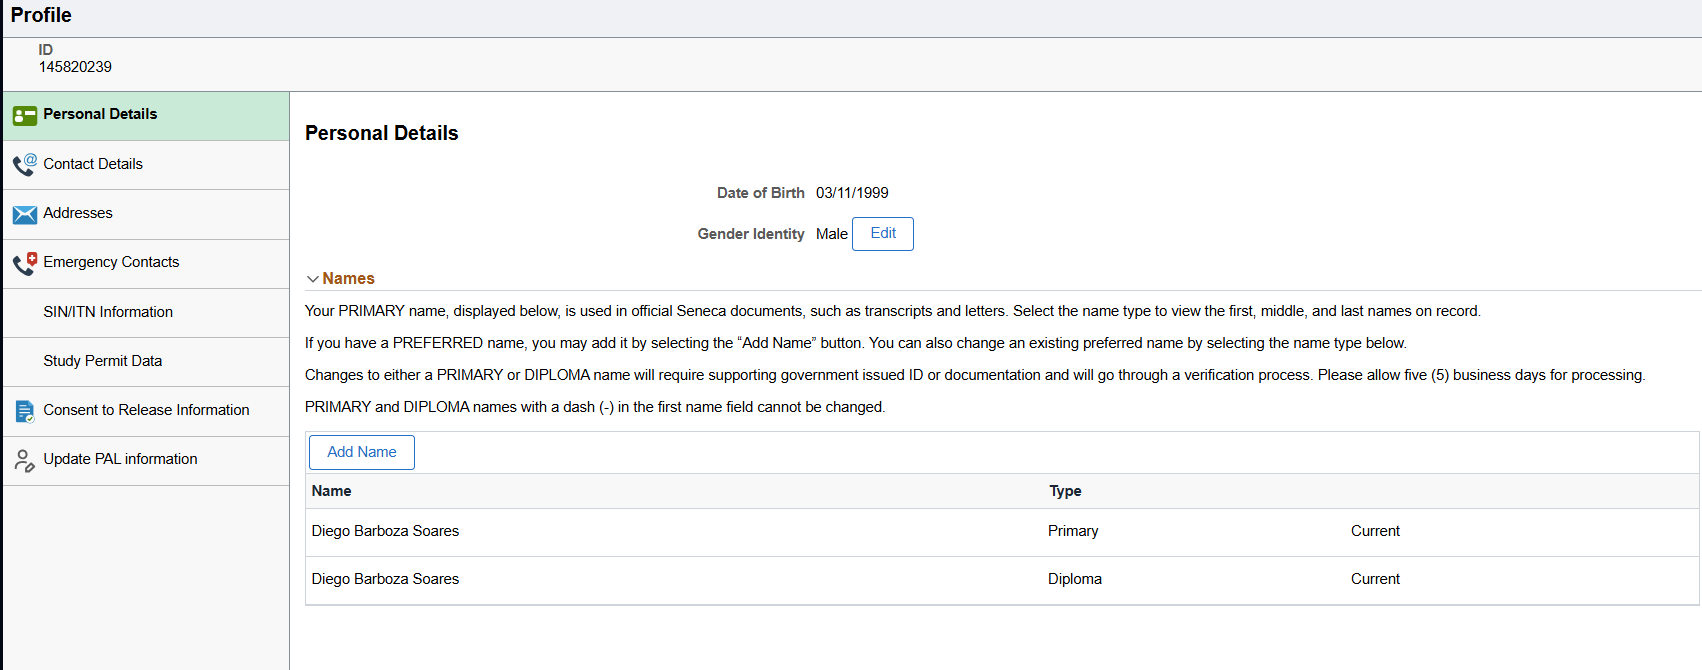 Profile
ID
145820239
Personal Details
Contact Details
Addresses
Emergency Contacts
SIN/ITN Information
Study Permit Data
Consent to Release Information
Update PAL information
Personal Details
Date of Birth 03/11/1999
Gender Identity Male Edit
Names
Your PRIMARY name, displayed below, is used in official Seneca documents, such as transcripts and letters. Select the name type to view the first, middle, and last names on record.
If you have a PREFERRED name, you may add it by selecting the “Add Name” button. You can also change an existing preferred name by selecting the name type below.
Changes to either a PRIMARY or DIPLOMA name will require supporting government issued ID or documentation and will go through a verification process. Please allow five (5) business days for processing.
PRIMARY and DIPLOMA names with a dash (-) in the first name field cannot be changed.
Add Name
Name Type
Diego Barboza Soares Primary Current
Diego Barboza Soares Diploma Current